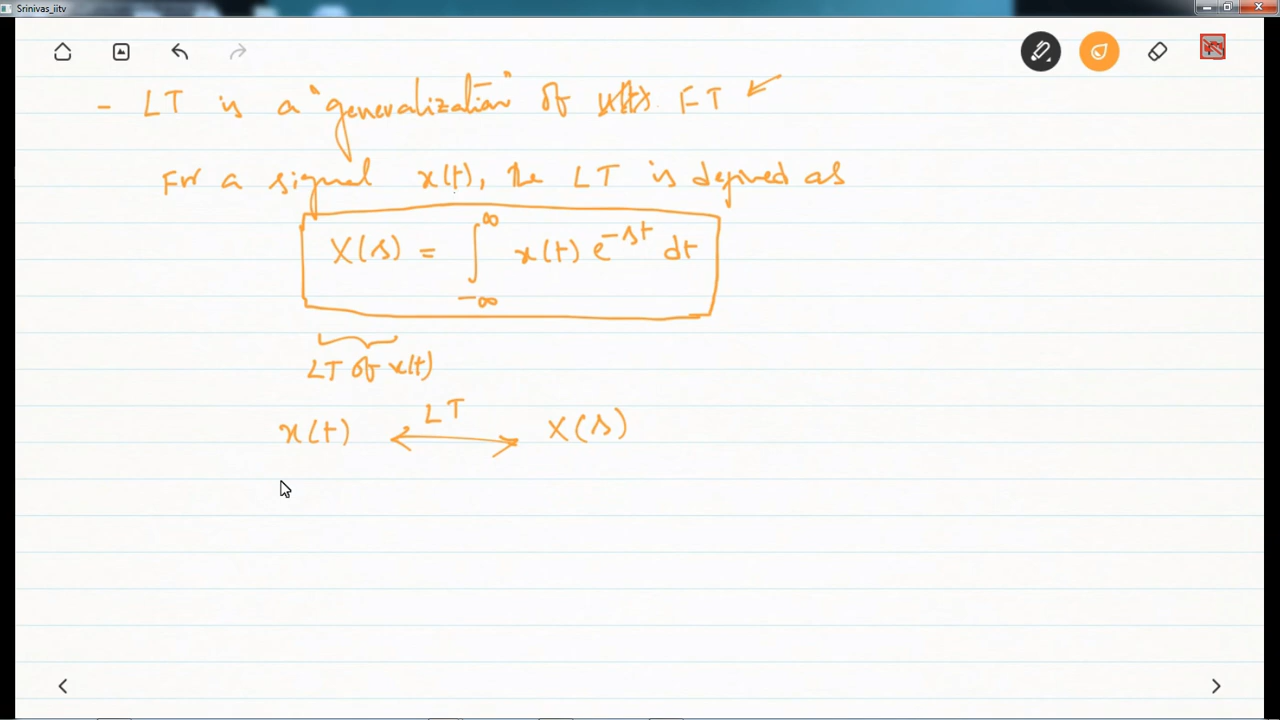 Srinivas_iitv
- LT is a "generalization" of FT
For a signal x(t), the LT is defined as
X(s) = ∫_{-∞}^{∞} x(t) e^{-st} dt
LT of x(t)
x(t) ⟷^{LT} X(s)